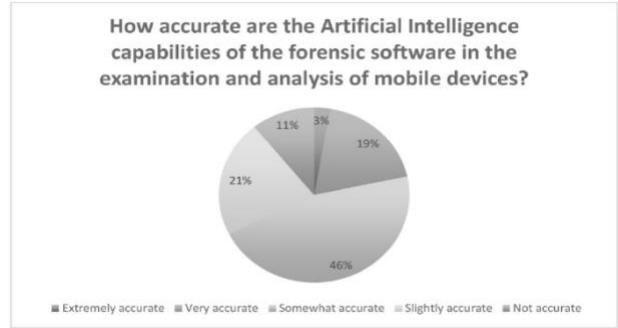 How accurate are the Artificial Intelligence
capabilities of the forensic software in the
examination and analysis of mobile devices?
11% 3%
19%
21%
46%
Extremely accurate Very accurate Somewhat accurate Slightly accurate Not accurate